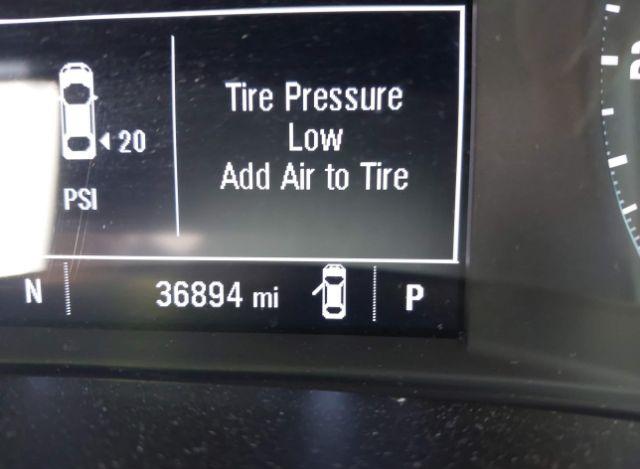 Tire Pressure
Low
Add Air to Tire
20
PSI
N
36894 mi
P